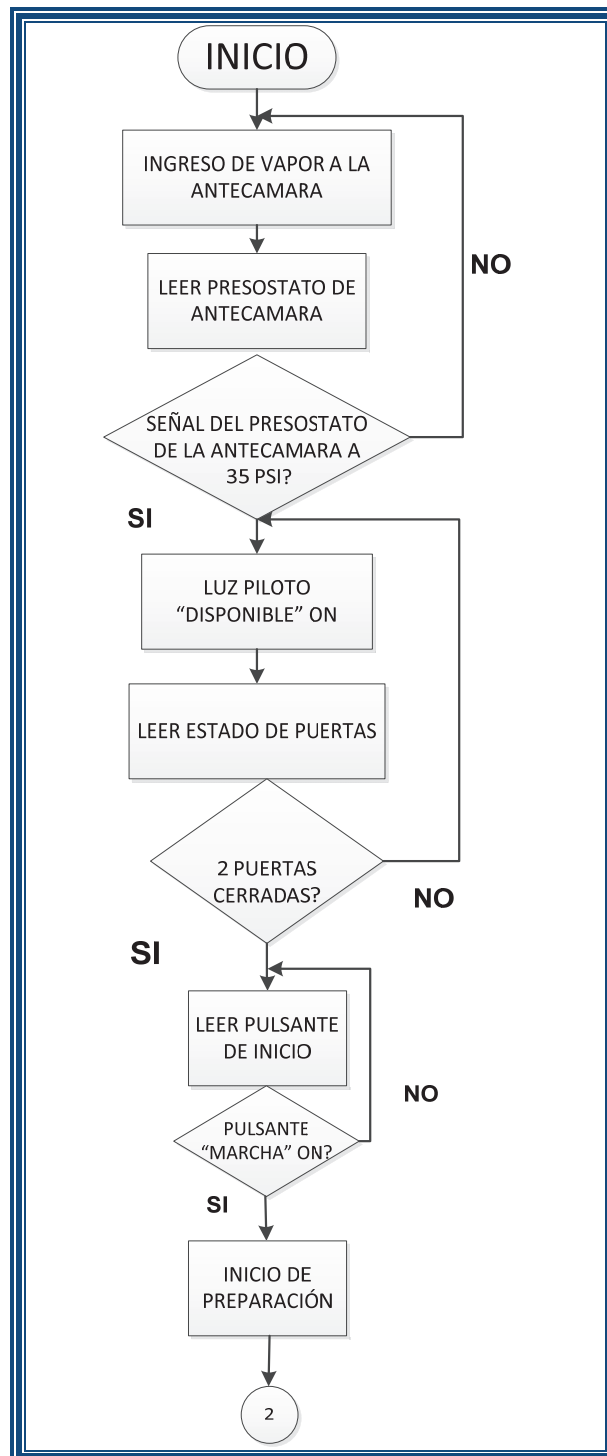 INICIO
INGRESO DE VAPOR A LA
ANTECAMARA
LEER PRESOSTATO DE
ANTECAMARA
NO
SEÑAL DEL PRESOSTATO
DE LA ANTECAMARA A
35 PSI?
SI
LUZ PILOTO
“DISPONIBLE” ON
LEER ESTADO DE PUERTAS
2 PUERTAS
CERRADAS?
NO
SI
LEER PULSANTE
DE INICIO
NO
PULSANTE
“MARCHA” ON?
SI
INICIO DE
PREPARACIÓN
2